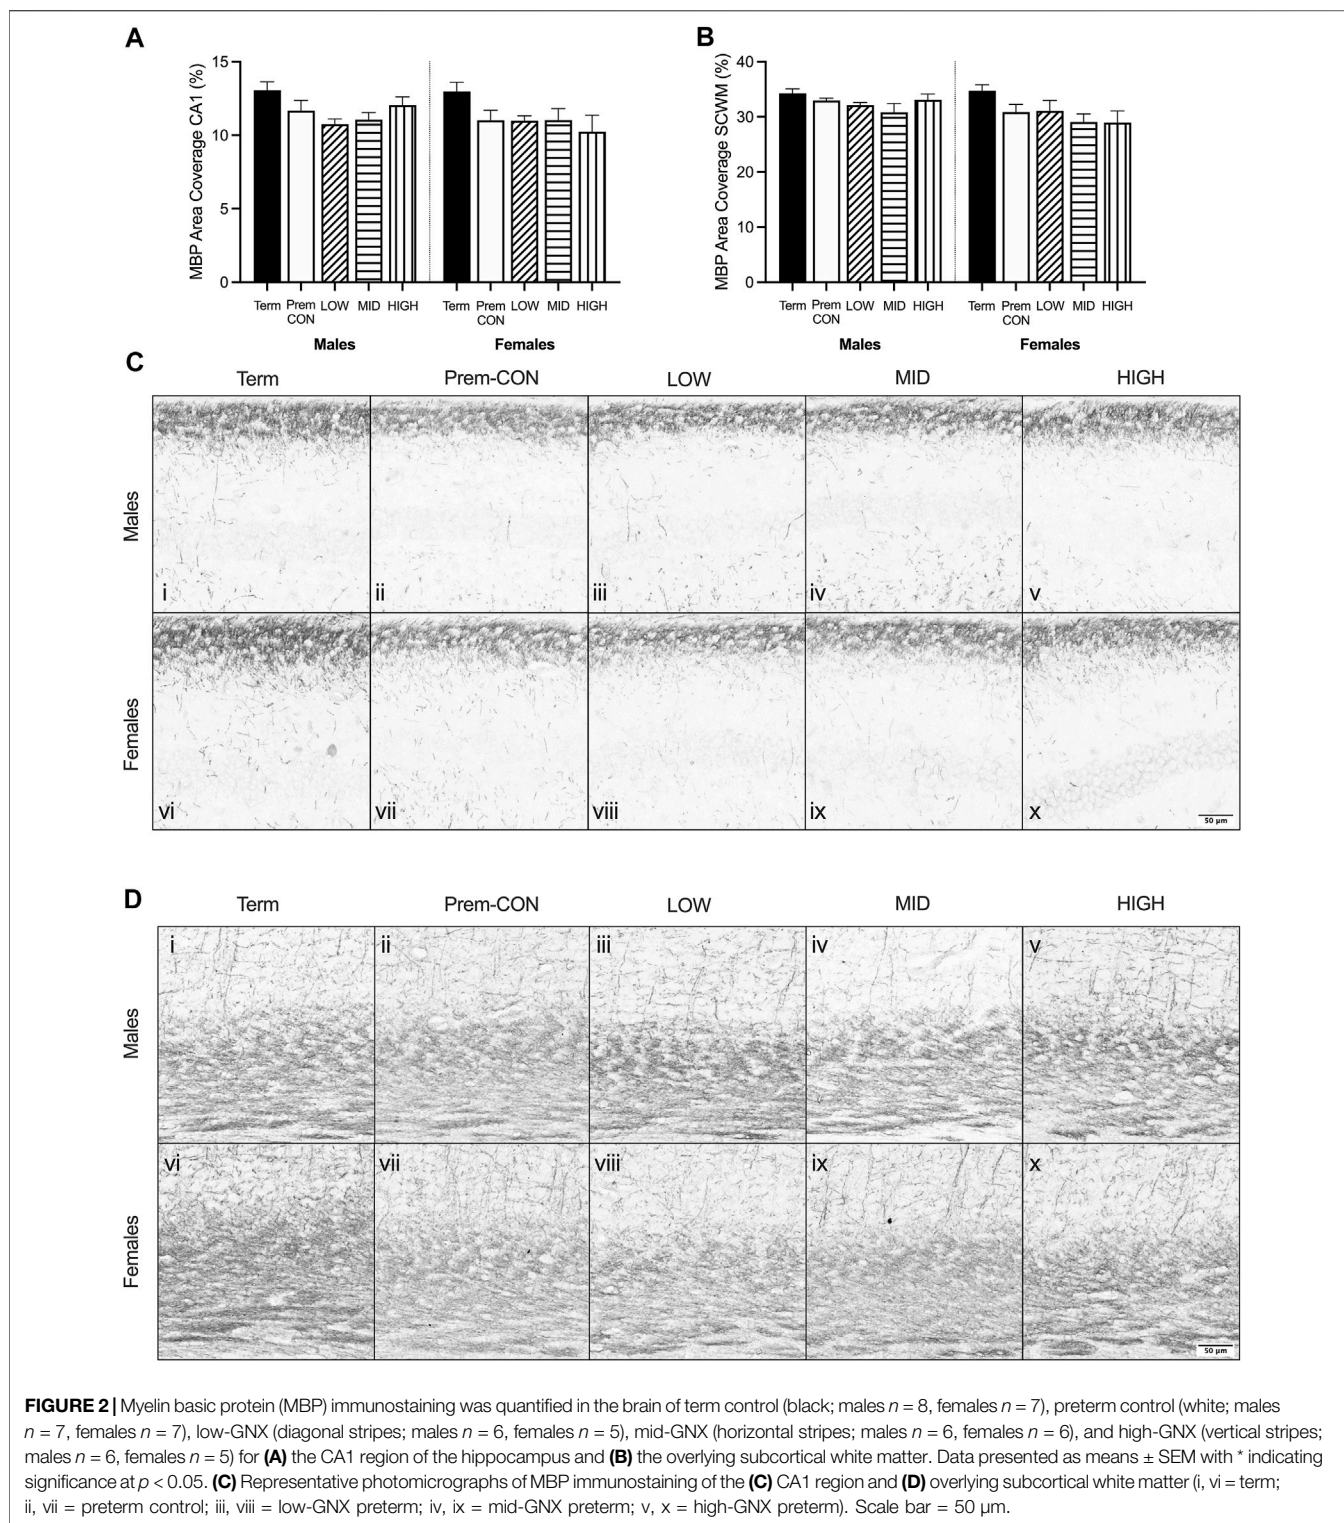 A
MBP Area Coverage CA1 (%)
15
10
5
0
Term Prem CON LOW MID HIGH Term Prem CON LOW MID HIGH
Males Females
B
MBP Area Coverage SCWM (%)
40
30
20
10
0
Term Prem CON LOW MID HIGH Term Prem CON LOW MID HIGH
Males Females
C
Term Prem-CON LOW MID HIGH
Males
i ii iii iv v
Females
vi vii viii ix x
50 µm
D
Term Prem-CON LOW MID HIGH
Males
i ii iii iv v
Females
vi vii viii ix x
50 µm
FIGURE 2 | Myelin basic protein (MBP) immunostaining was quantified in the brain of term control (black; males n = 8, females n = 7), preterm control (white; males
n = 7, females n = 7), low-GNX (diagonal stripes; males n = 6, females n = 5), mid-GNX (horizontal stripes; males n = 6, females n = 6), and high-GNX (vertical stripes;
males n = 6, females n = 5) for (A) the CA1 region of the hippocampus and (B) the overlying subcortical white matter. Data presented as means ± SEM with * indicating
significance at p < 0.05. (C) Representative photomicrographs of MBP immunostaining of the (C) CA1 region and (D) overlying subcortical white matter (i, vi = term;
ii, vii = preterm control; iii, viii = low-GNX preterm; iv, ix = mid-GNX preterm; v, x = high-GNX preterm). Scale bar = 50 µm.